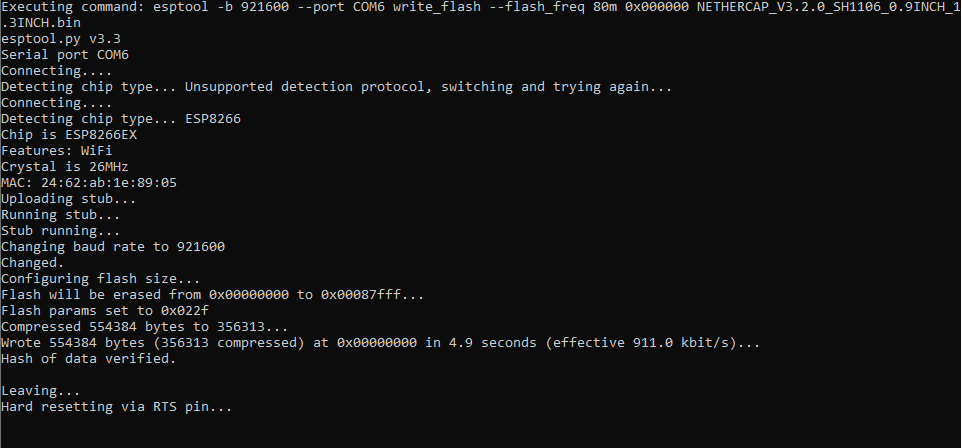 Executing command: esptool -b 921600 --port COM6 write_flash --flash_freq 80m 0x000000 NETHERCAP_V3.2.0_SH1106_0.9INCH_1
.3INCH.bin
esptool.py v3.3
Serial port COM6
Connecting....
Detecting chip type... Unsupported detection protocol, switching and trying again...
Connecting....
Detecting chip type... ESP8266
Chip is ESP8266EX
Features: WiFi
Crystal is 26MHz
MAC: 24:62:ab:1e:89:05
Uploading stub...
Running stub...
Stub running...
Changing baud rate to 921600
Changed.
Configuring flash size...
Flash will be erased from 0x00000000 to 0x00087fff...
Flash params set to 0x022f
Compressed 554384 bytes to 356313...
Wrote 554384 bytes (356313 compressed) at 0x00000000 in 4.9 seconds (effective 911.0 kbit/s)...
Hash of data verified.
Leaving...
Hard resetting via RTS pin...